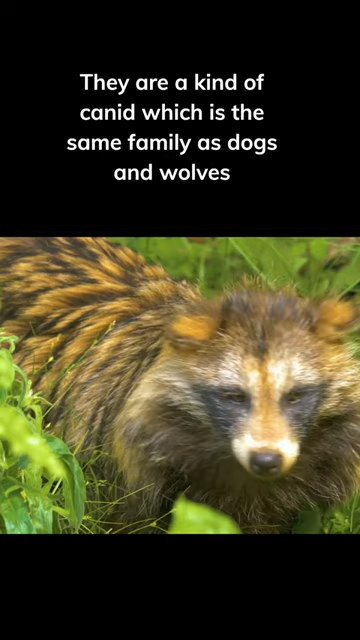 They are a kind of
canid which is the
same family as dogs
and wolves